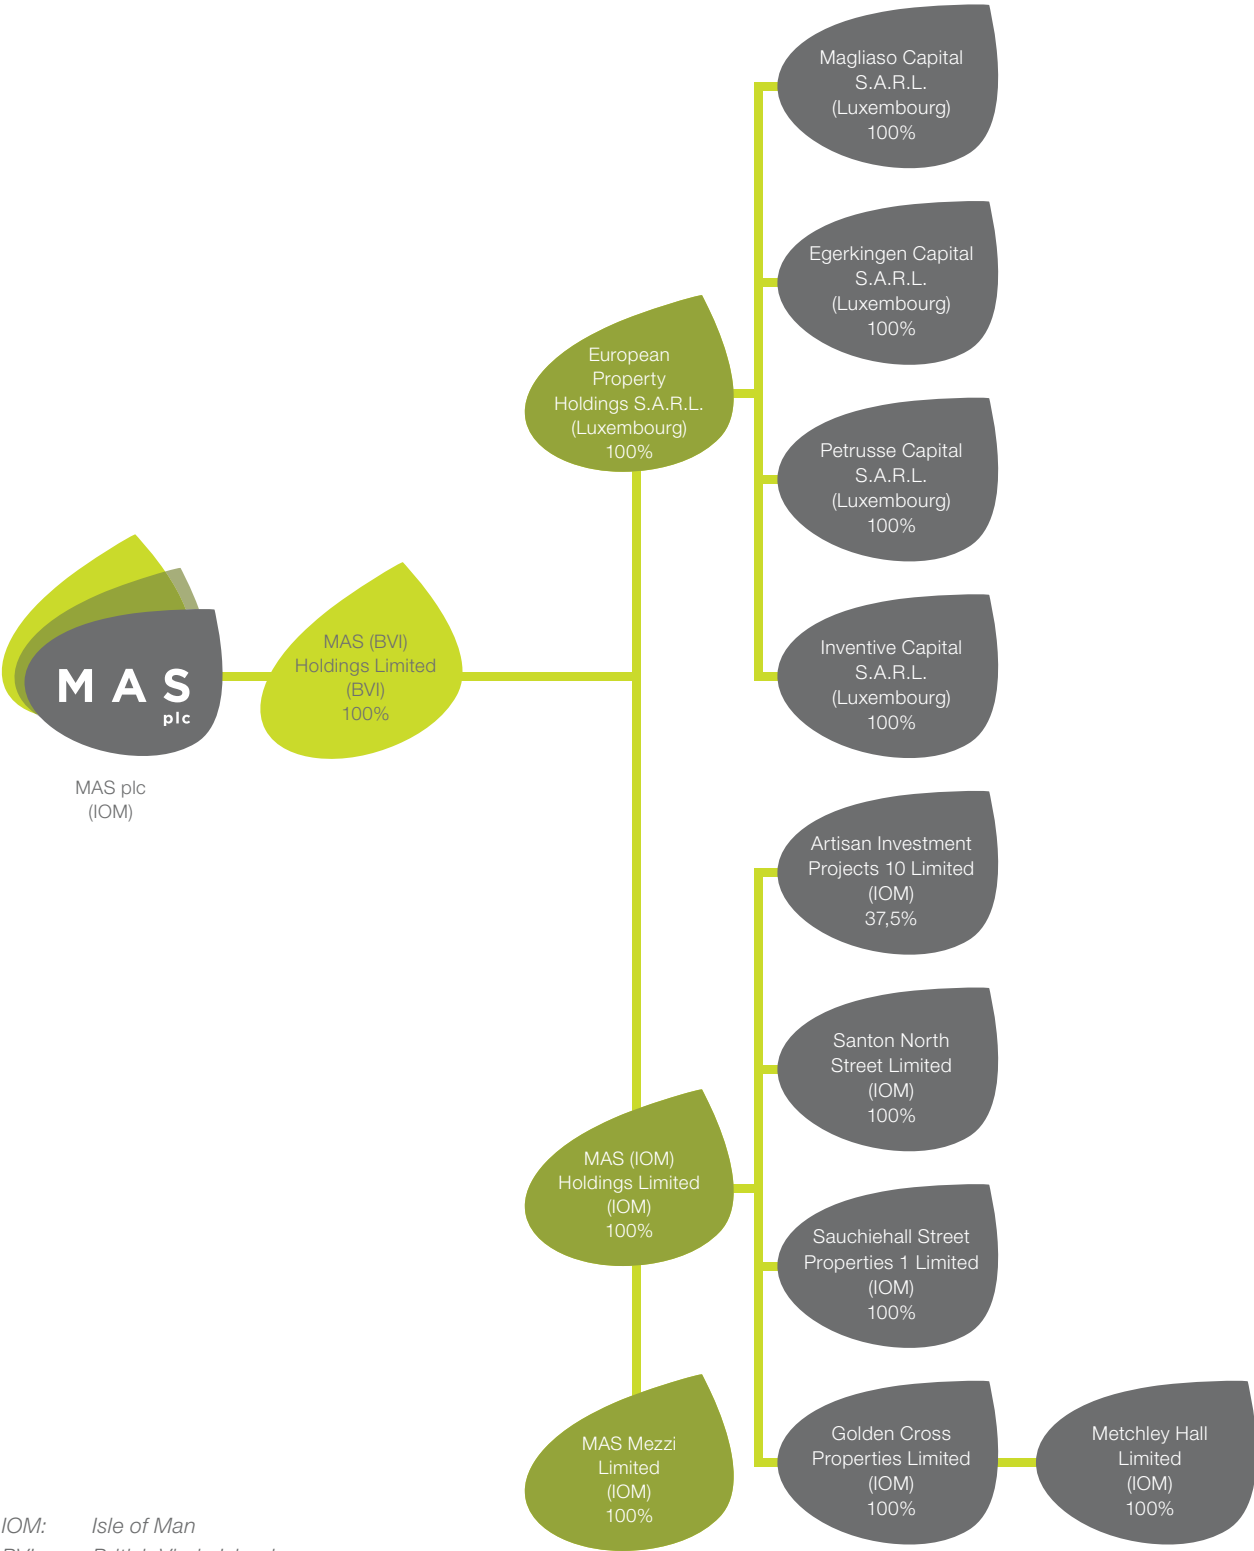 Magliaso Capital
S.A.R.L.
(Luxembourg)
100%
Egerkingen Capital
S.A.R.L.
(Luxembourg)
100%
European
Property
Holdings S.A.R.L.
(Luxembourg)
100%
Petrusse Capital
S.A.R.L.
(Luxembourg)
100%
MAS
plc
MAS plc
(IOM)
MAS (BVI)
Holdings Limited
(BVI)
100%
Inventive Capital
S.A.R.L.
(Luxembourg)
100%
Artisan Investment
Projects 10 Limited
(IOM)
37,5%
Santon North
Street Limited
(IOM)
100%
MAS (IOM)
Holdings Limited
(IOM)
100%
Sauchiehall Street
Properties 1 Limited
(IOM)
100%
MAS Mezzi
Limited
(IOM)
100%
Golden Cross
Properties Limited
(IOM)
100%
Metchley Hall
Limited
(IOM)
100%
IOM: Isle of Man